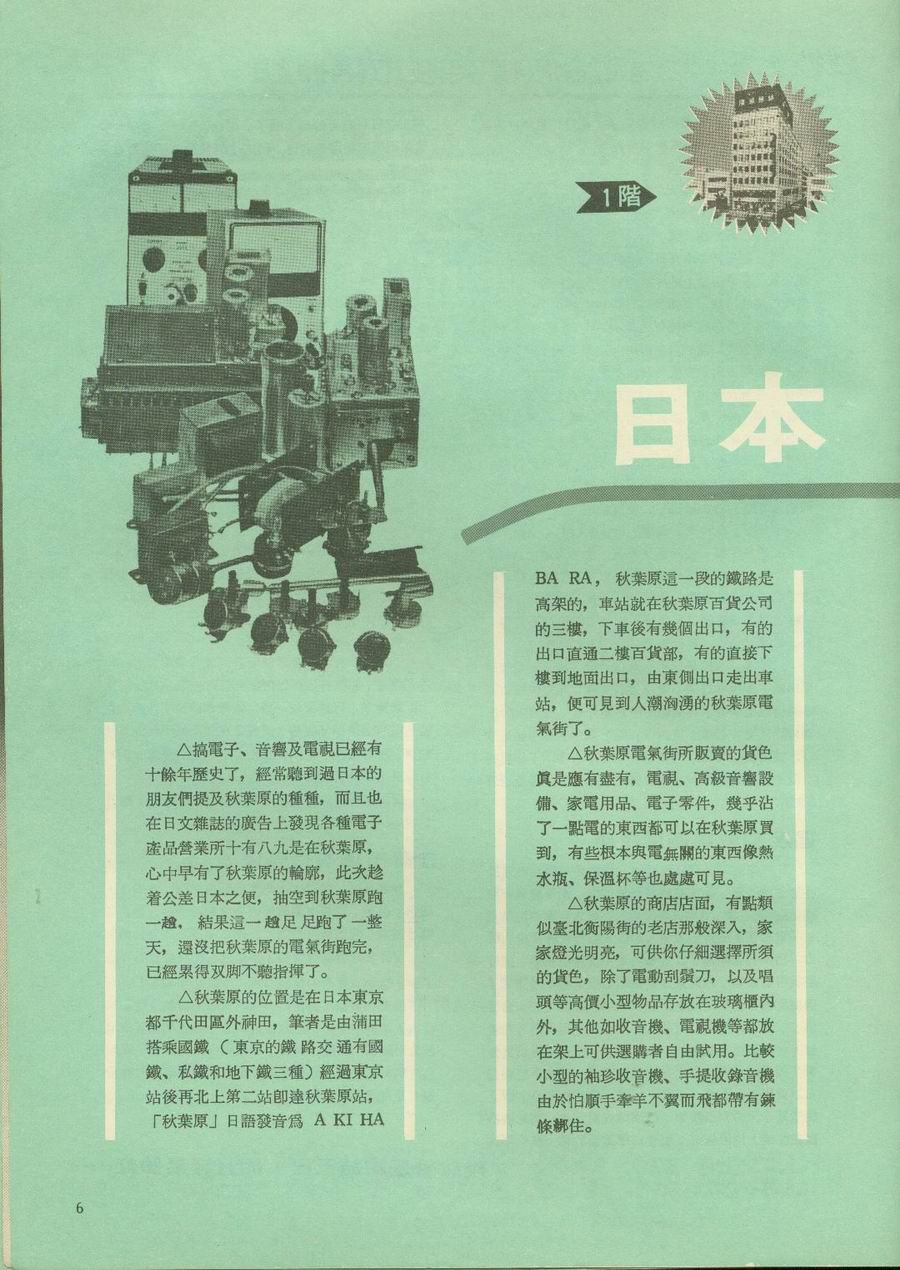 1階
日本
△搞電子、音響及電視已經有
十餘年歷史了，經常聽到過日本的
朋友們提及秋葉原的種種，而且也
在日文雜誌的廣告上發現各種電子
產品營業所十有八九是在秋葉原，
心中早有了秋葉原的輪廓，此次趁
着公差日本之便，抽空到秋葉原跑
一趟，結果這一趟足足跑了一整
天，還沒把秋葉原的電氣街跑完，
已經累得双脚不聽指揮了。
△秋葉原的位置是在日本東京
都千代田區外神田，筆者是由蒲田
搭乘國鐵（東京的鐵路交通有國
鐵、私鐵和地下鐵三種）經過東京
站後再北上第二站卽達秋葉原站，
「秋葉原」日語發音爲 A KI HA
BA RA， 秋葉原這一段的鐵路是
高架的，車站就在秋葉原百貨公司
的三樓，下車後有幾個出口，有的
出口直通二樓百貨部，有的直接下
樓到地面出口，由東側出口走出車
站，便可見到人潮洶湧的秋葉原電
氣街了。
△秋葉原電氣街所販賣的貨色
眞是應有盡有，電視、高級音響設
備、家電用品、電子零件，幾乎沾
了一點電的東西都可以在秋葉原買
到，有些根本與電無關的東西像熱
水瓶、保溫杯等也處處可見。
△秋葉原的商店店面，有點類
似臺北衡陽街的老店那般深入，家
家燈光明亮，可供你仔細選擇所須
的貨色，除了電動刮鬍刀，以及唱
頭等高價小型物品存放在玻璃櫃內
外，其他如收音機、電視機等都放
在架上可供選購者自由試用。比較
小型的袖珍收音機、手提收錄音機
由於怕順手牽羊不翼而飛都帶有鍊
條綁住。
6